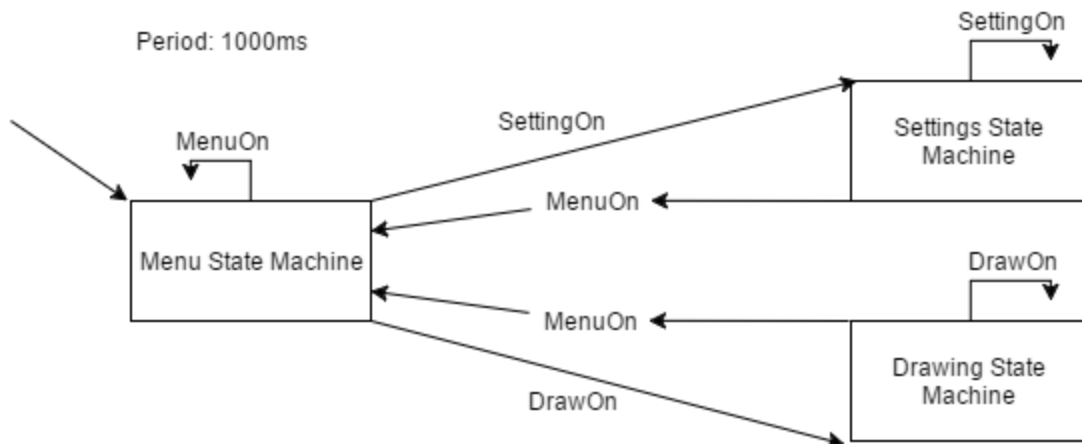 SettingOn
Period: 1000ms
SettingOn
MenuOn
Settings State
Machine
MenuOn
Menu State Machine
DrawOn
MenuOn
Drawing State
Machine
DrawOn